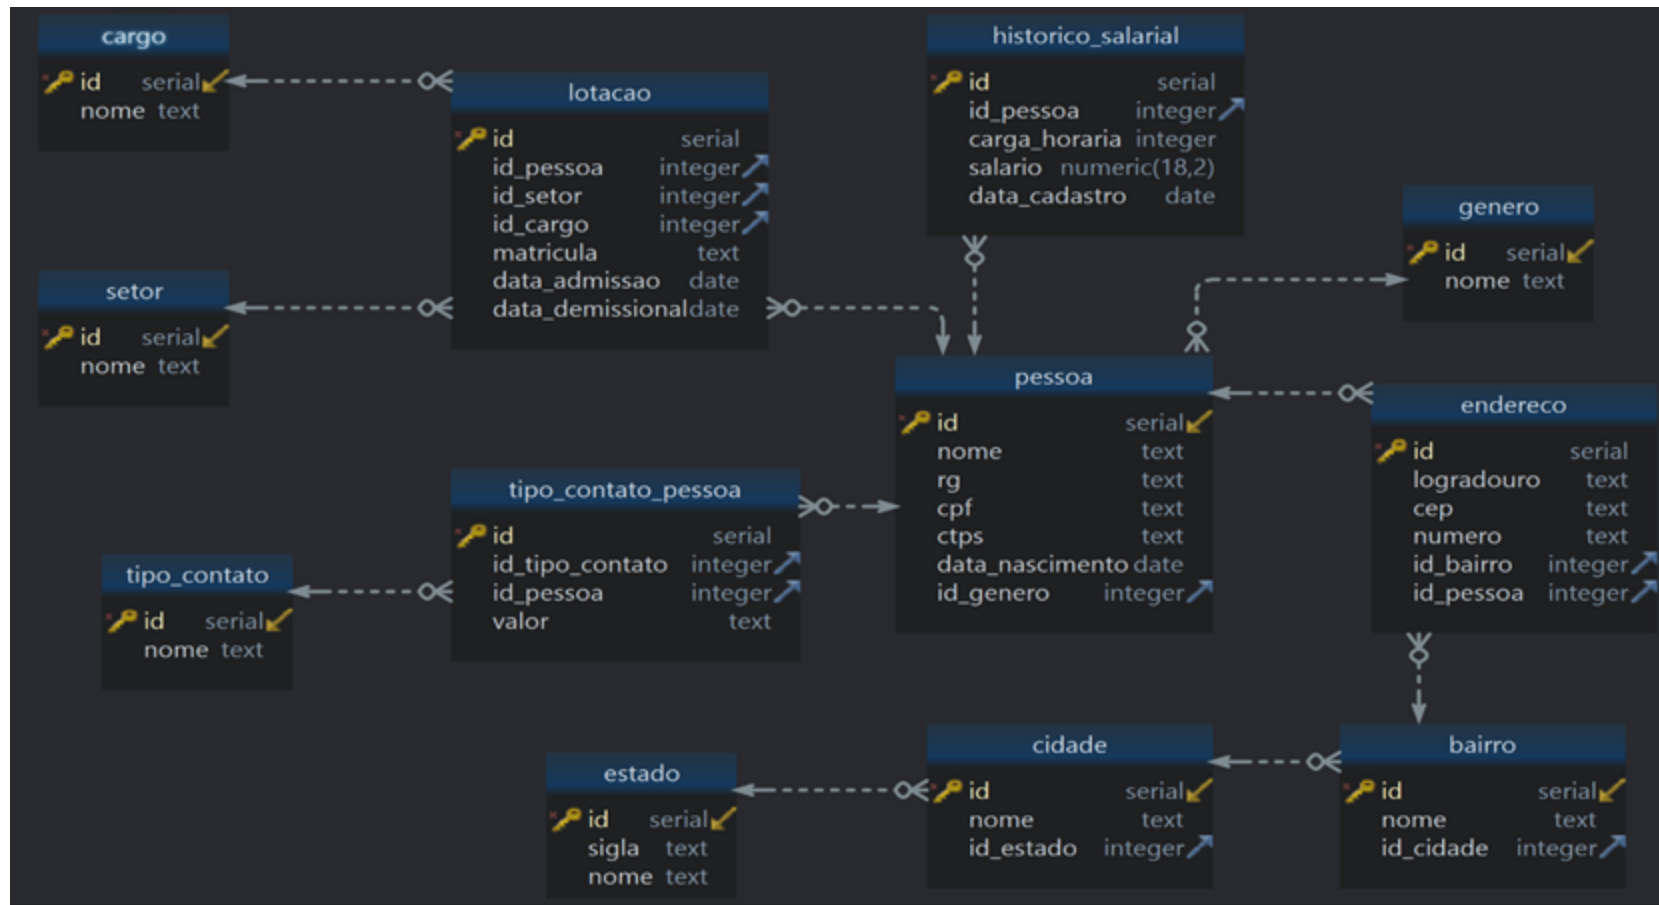 cargo
id serial
nome text
lotacao
id serial
id_pessoa integer
id_setor integer
id_cargo integer
matricula text
data_admissao date
data_demissional date
historico_salarial
id serial
id_pessoa integer
carga_horaria integer
salario numeric(18,2)
data_cadastro date
genero
id serial
nome text
setor
id serial
nome text
pessoa
id serial
nome text
rg text
cpf text
ctps text
data_nascimento date
id_genero integer
endereco
id serial
logradouro text
cep text
numero text
id_bairro integer
id_pessoa integer
tipo_contato_pessoa
id serial
id_tipo_contato integer
id_pessoa integer
valor text
tipo_contato
id serial
nome text
estado
id serial
sigla text
nome text
cidade
id serial
nome text
id_estado integer
bairro
id serial
nome text
id_cidade integer